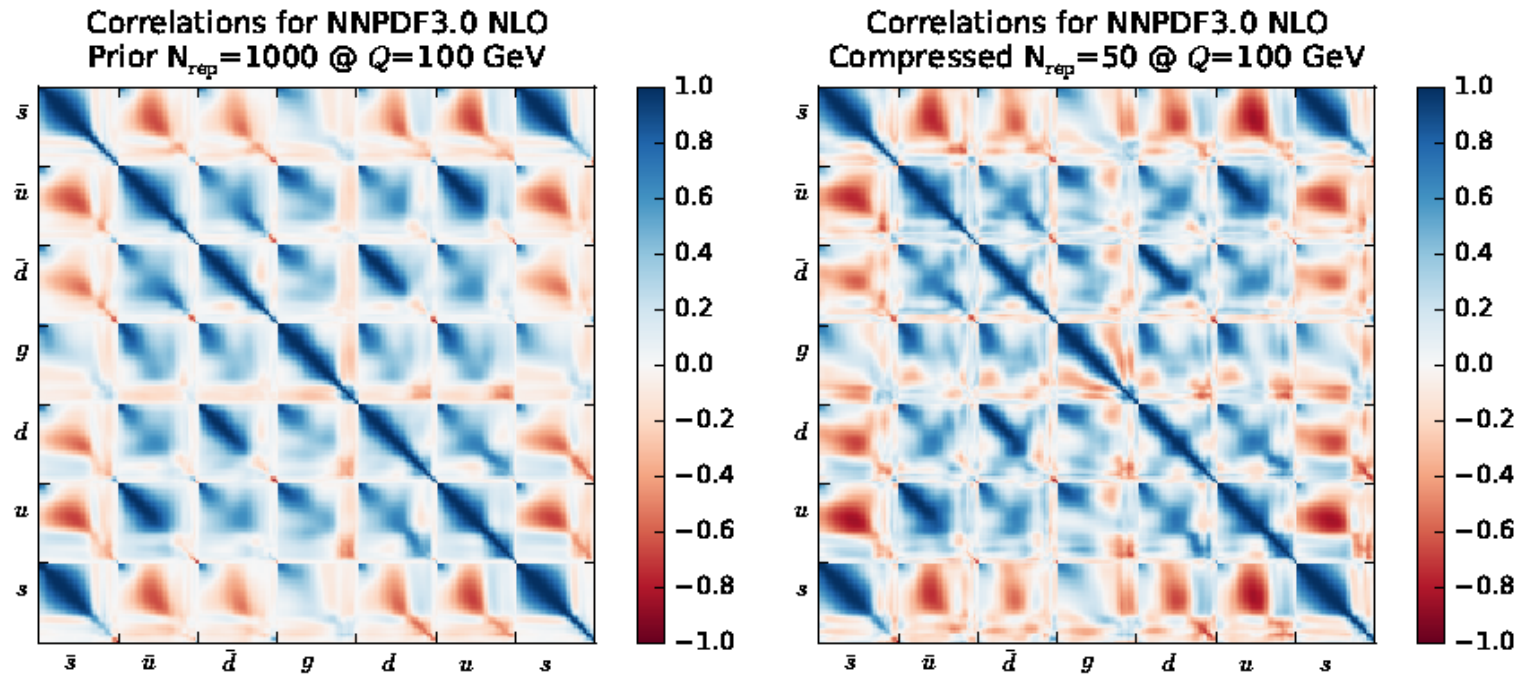 Correlations for NNPDF3.0 NLO
Prior N_rep=1000 @ Q=100 GeV
s̄
ū
d̄
g
d
u
s
s̄ ū d̄ g d u s
1.0
0.8
0.6
0.4
0.2
0.0
−0.2
−0.4
−0.6
−0.8
−1.0
Correlations for NNPDF3.0 NLO
Compressed N_rep=50 @ Q=100 GeV
s̄
ū
d̄
g
d
u
s
s̄ ū d̄ g d u s
1.0
0.8
0.6
0.4
0.2
0.0
−0.2
−0.4
−0.6
−0.8
−1.0